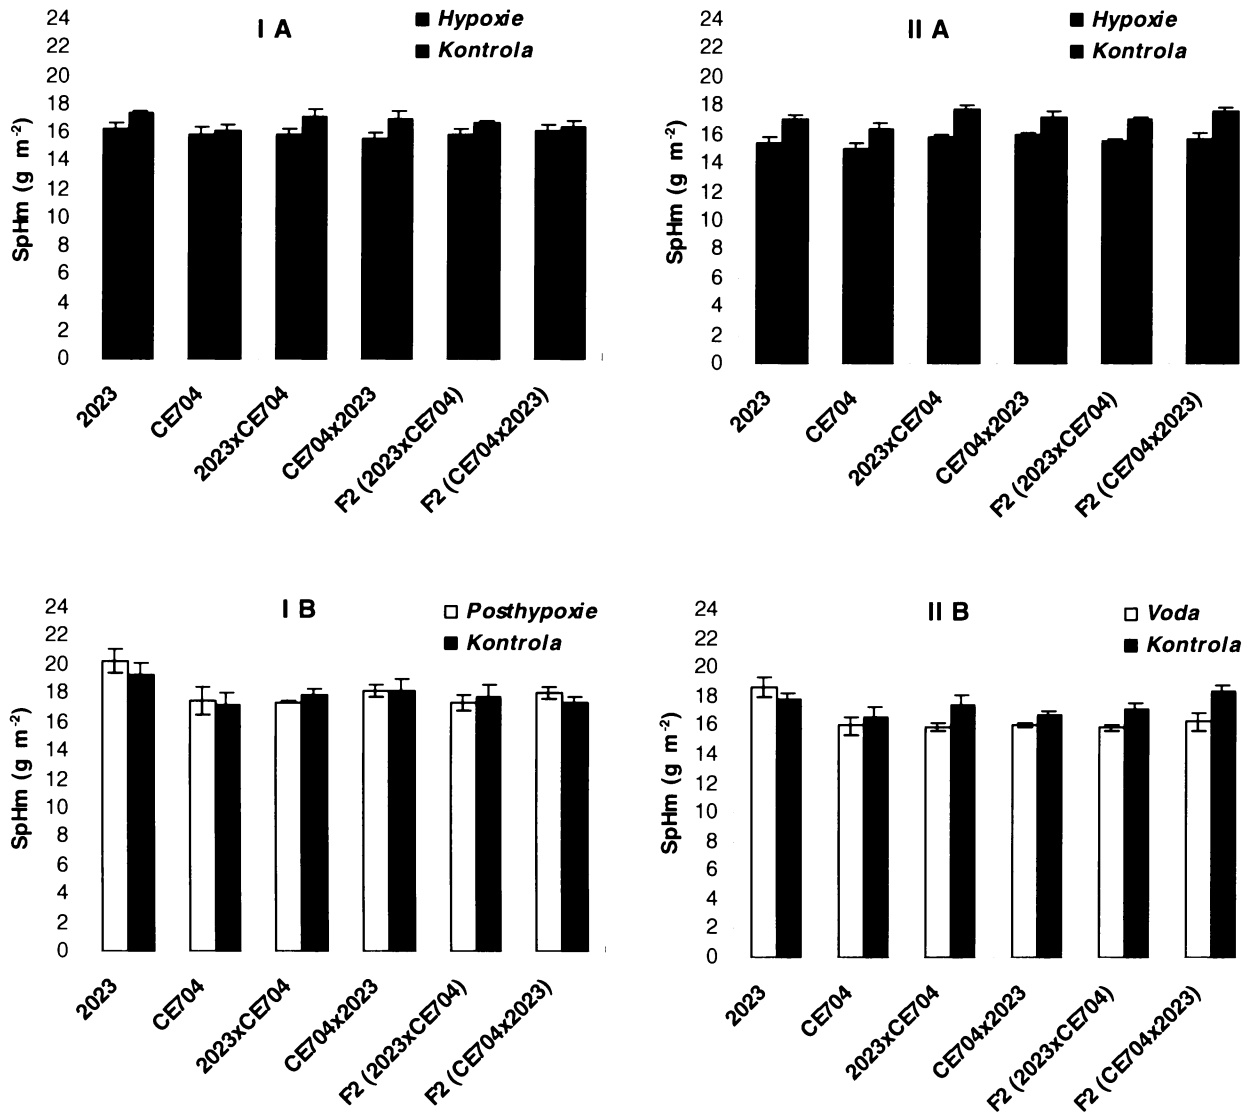 I A
Hypoxie
Kontrola
SpHm (g m-2)
24
22
20
18
16
14
12
10
8
6
4
2
0
2023
CE704
2023xCE704
CE704x2023
F2 (2023xCE704)
F2 (CE704x2023)
II A
Hypoxie
Kontrola
SpHm (g m-2)
24
22
20
18
16
14
12
10
8
6
4
2
0
2023
CE704
2023xCE704
CE704x2023
F2 (2023xCE704)
F2 (CE704x2023)
I B
Posthypoxie
Kontrola
SpHm (g m-2)
24
22
20
18
16
14
12
10
8
6
4
2
0
2023
CE704
2023xCE704
CE704x2023
F2 (2023xCE704)
F2 (CE704x2023)
II B
Voda
Kontrola
SpHm (g m-2)
24
22
20
18
16
14
12
10
8
6
4
2
0
2023
CE704
2023xCE704
CE704x2023
F2 (2023xCE704)
F2 (CE704x2023)